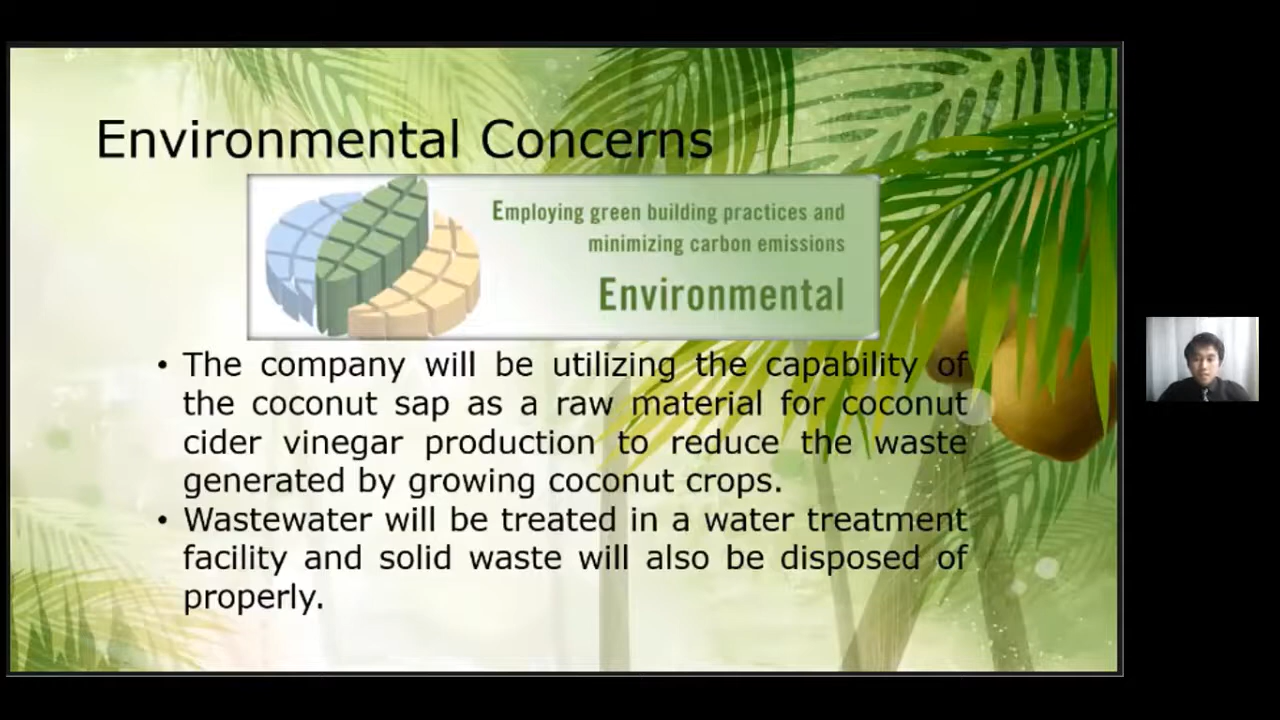 Environmental Concerns
Employing green building practices and
minimizing carbon emissions
Environmental
• The company will be utilizing the capability of
the coconut sap as a raw material for coconut
cider vinegar production to reduce the waste
generated by growing coconut crops.
• Wastewater will be treated in a water treatment
facility and solid waste will also be disposed of
properly.